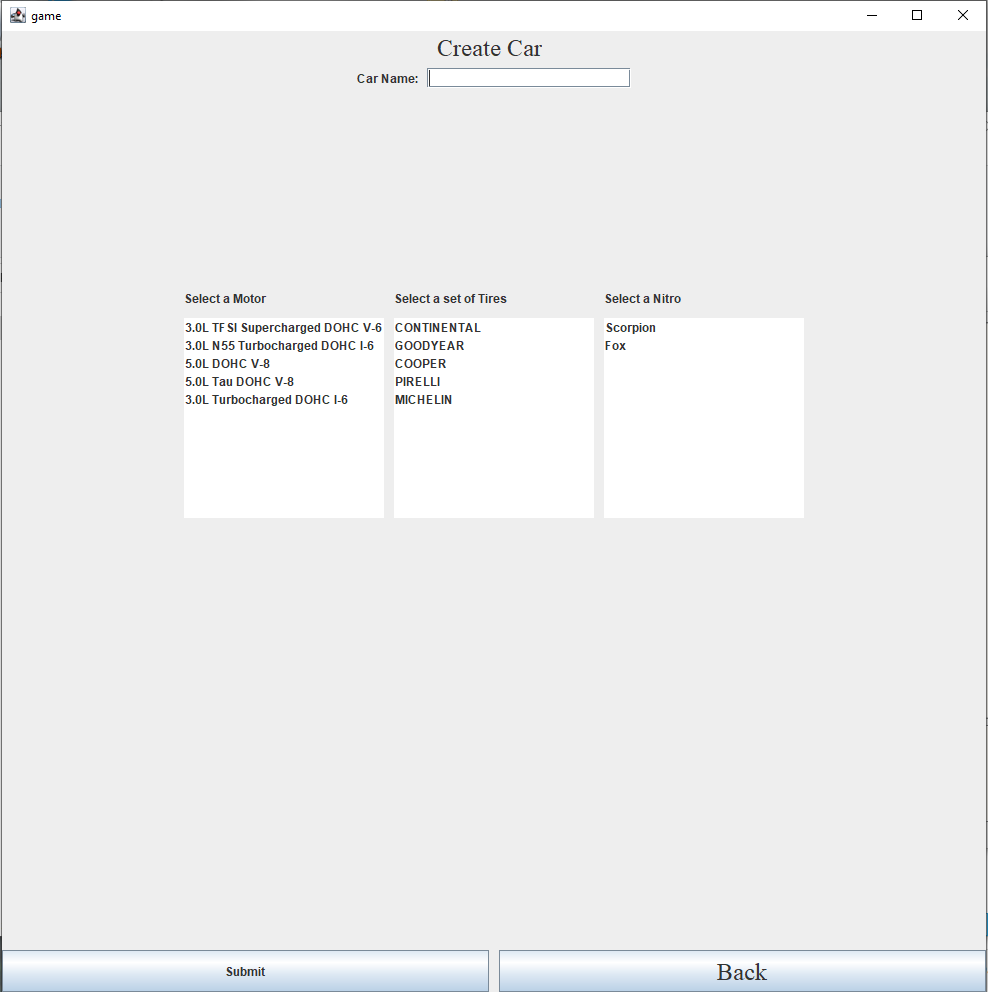 game
Create Car
Car Name:
Select a Motor
3.0L TFSI Supercharged DOHC V-6
3.0L N55 Turbocharged DOHC I-6
5.0L DOHC V-8
5.0L Tau DOHC V-8
3.0L Turbocharged DOHC I-6
Select a set of Tires
CONTINENTAL
GOODYEAR
COOPER
PIRELLI
MICHELIN
Select a Nitro
Scorpion
Fox
Submit
Back